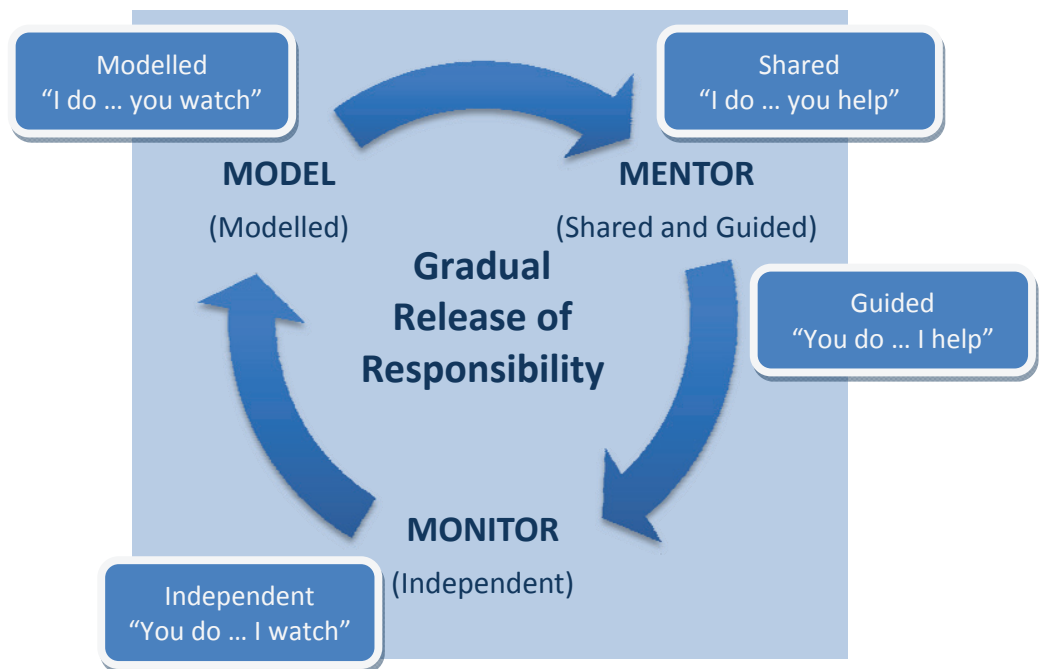 Modelled
“I do … you watch”
Shared
“I do … you help”
MODEL
(Modelled)
MENTOR
(Shared and Guided)
Gradual
Release of
Responsibility
Guided
“You do … I help”
MONITOR
(Independent)
Independent
“You do … I watch”